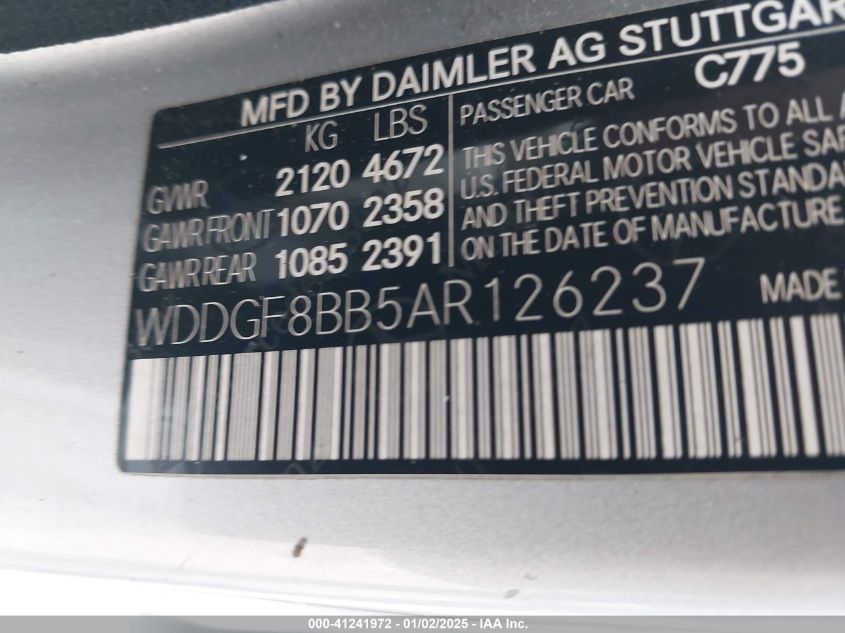 MFD BY DAIMLER AG STUTTGAR
C775
KG LBS
GVWR 2120 4672
GAWR FRONT 1070 2358
GAWR REAR 1085 2391
PASSENGER CAR
THIS VEHICLE CONFORMS TO ALL A
U.S. FEDERAL MOTOR VEHICLE SAF
AND THEFT PREVENTION STANDA
ON THE DATE OF MANUFACTURE
WDDGF8BB5AR126237
MADE
000-41241972 - 01/02/2025 - IAA Inc.